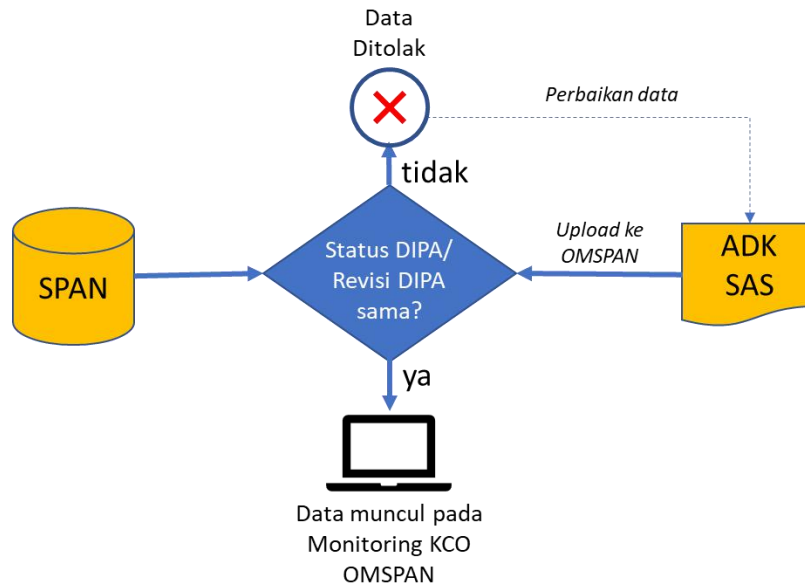 Data
Ditolak
Perbaikan data
tidak
SPAN
Status DIPA/
Revisi DIPA
sama?
Upload ke
OMSPAN
ADK
SAS
ya
Data muncul pada
Monitoring KCO
OMSPAN